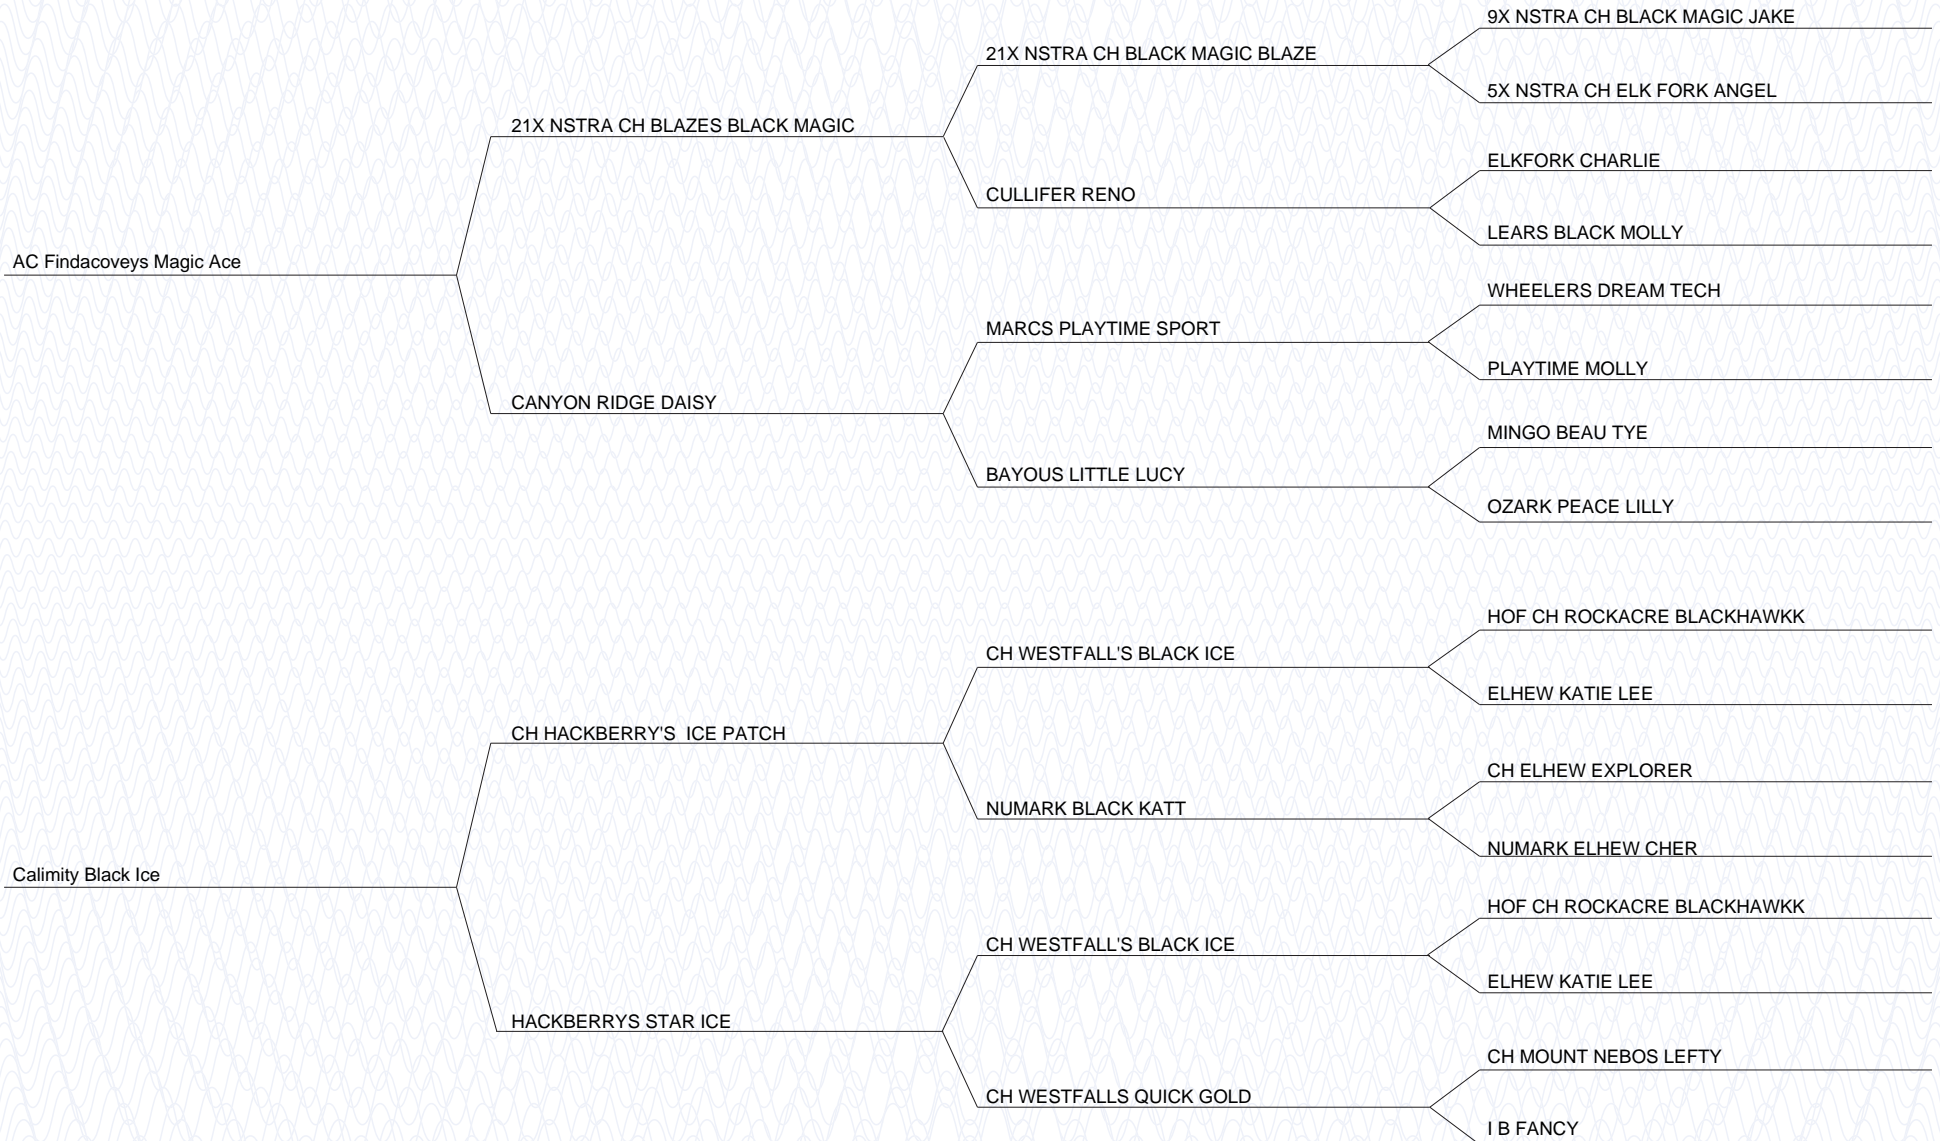 9X NSTRA CH BLACK MAGIC JAKE
21X NSTRA CH BLACK MAGIC BLAZE
5X NSTRA CH ELK FORK ANGEL
21X NSTRA CH BLAZES BLACK MAGIC
ELKFORK CHARLIE
CULLIFER RENO
LEARS BLACK MOLLY
AC Findacoveys Magic Ace
WHEELERS DREAM TECH
MARCS PLAYTIME SPORT
PLAYTIME MOLLY
CANYON RIDGE DAISY
MINGO BEAU TYE
BAYOUS LITTLE LUCY
OZARK PEACE LILLY
HOF CH ROCKACRE BLACKHAWKK
CH WESTFALL'S BLACK ICE
ELHEW KATIE LEE
CH HACKBERRY'S  ICE PATCH
CH ELHEW EXPLORER
NUMARK BLACK KATT
NUMARK ELHEW CHER
Calimity Black Ice
HOF CH ROCKACRE BLACKHAWKK
CH WESTFALL'S BLACK ICE
ELHEW KATIE LEE
HACKBERRYS STAR ICE
CH MOUNT NEBOS LEFTY
CH WESTFALLS QUICK GOLD
I B FANCY